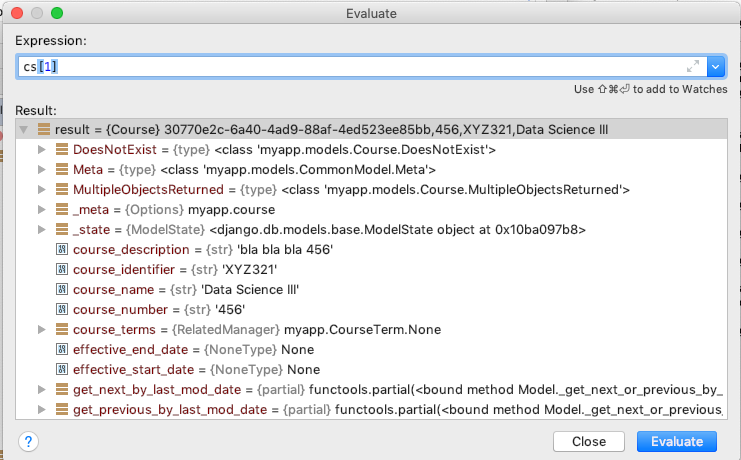 Evaluate
Expression:
cs[1]
Use ⇧⌘⏎ to add to Watches
Result:
result = {Course} 30770e2c-6a40-4ad9-88af-4ed523ee85bb,456,XYZ321,Data Science III
DoesNotExist = {type} <class 'myapp.models.Course.DoesNotExist'>
Meta = {type} <class 'myapp.models.CommonModel.Meta'>
MultipleObjectsReturned = {type} <class 'myapp.models.Course.MultipleObjectsReturned'>
_meta = {Options} myapp.course
_state = {ModelState} <django.db.models.base.ModelState object at 0x10ba097b8>
course_description = {str} 'bla bla bla 456'
course_identifier = {str} 'XYZ321'
course_name = {str} 'Data Science III'
course_number = {str} '456'
course_terms = {RelatedManager} myapp.CourseTerm.None
effective_end_date = {NoneType} None
effective_start_date = {NoneType} None
get_next_by_last_mod_date = {partial} functools.partial(<bound method Model._get_next_or_previous_by_
get_previous_by_last_mod_date = {partial} functools.partial(<bound method Model._get_next_or_previous_
? Close Evaluate